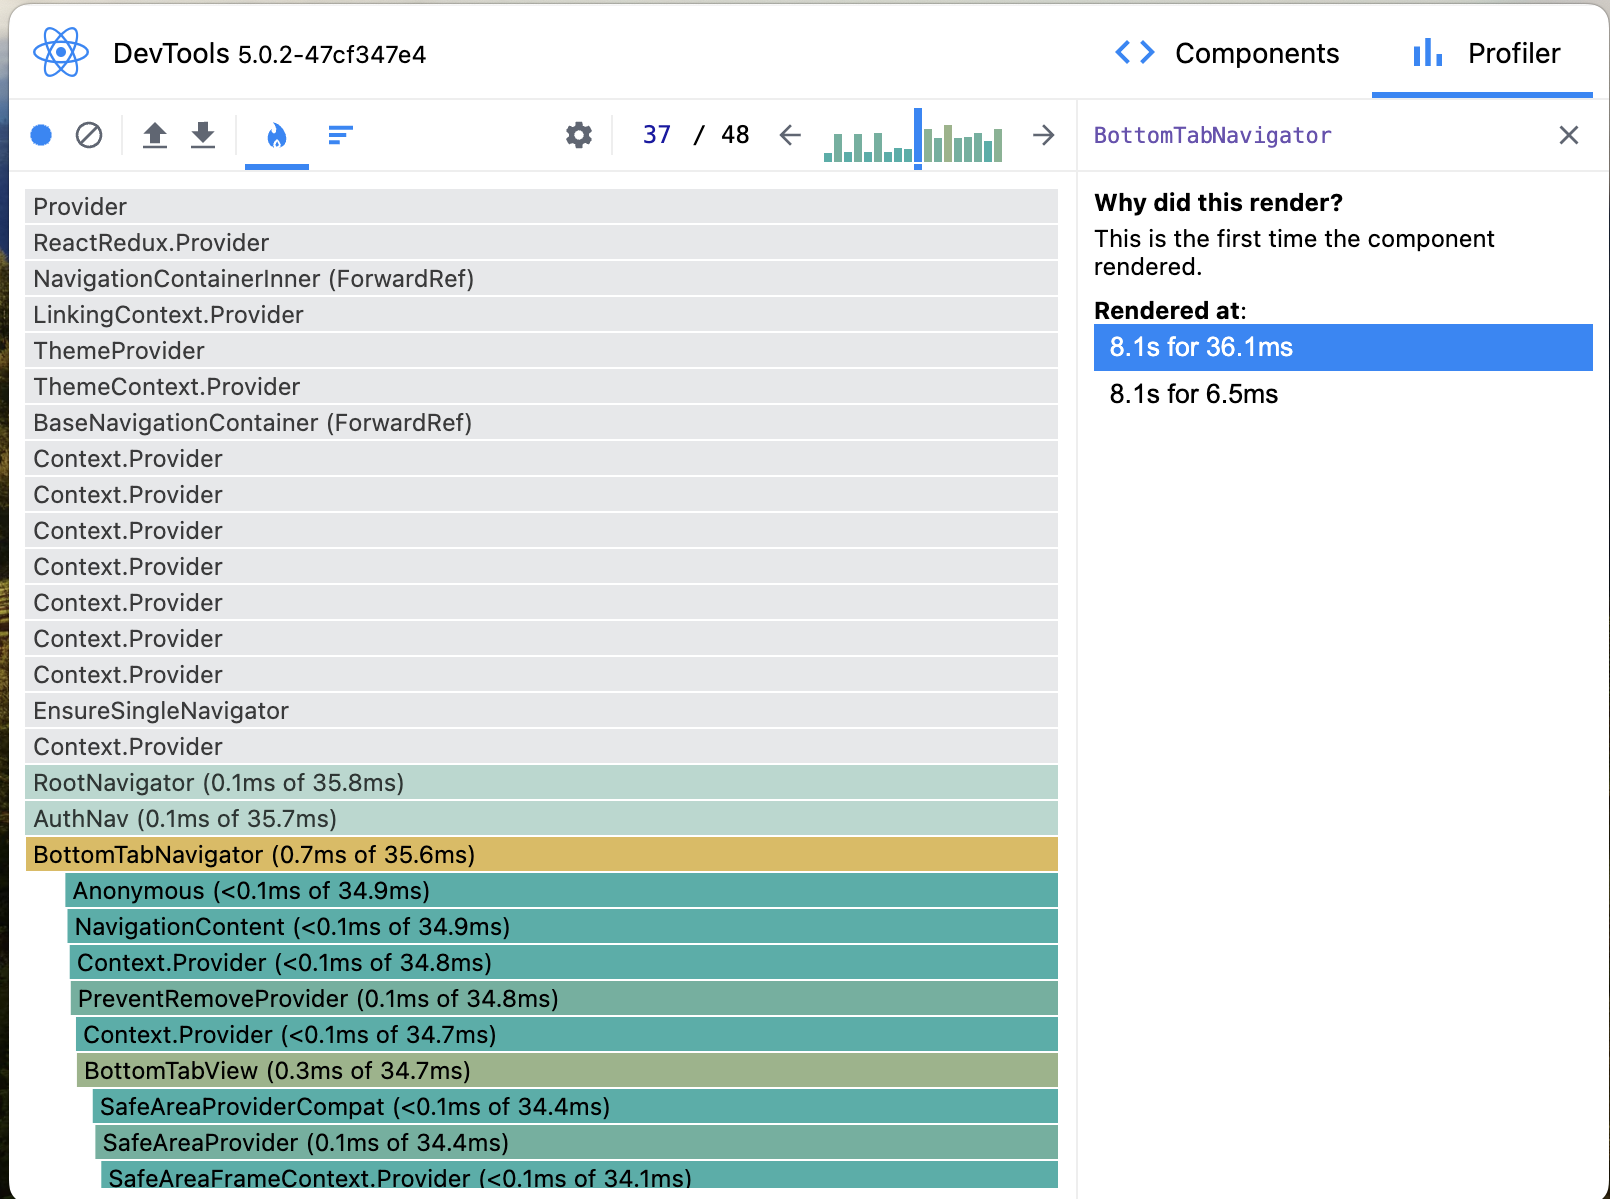 DevTools 5.0.2-47cf347e4
Components
Profiler
37 / 48
BottomTabNavigator
Provider
ReactRedux.Provider
NavigationContainerInner (ForwardRef)
LinkingContext.Provider
ThemeProvider
ThemeContext.Provider
BaseNavigationContainer (ForwardRef)
Context.Provider
Context.Provider
Context.Provider
Context.Provider
Context.Provider
Context.Provider
Context.Provider
EnsureSingleNavigator
Context.Provider
RootNavigator (0.1ms of 35.8ms)
AuthNav (0.1ms of 35.7ms)
BottomTabNavigator (0.7ms of 35.6ms)
Anonymous (<0.1ms of 34.9ms)
NavigationContent (<0.1ms of 34.9ms)
Context.Provider (<0.1ms of 34.8ms)
PreventRemoveProvider (0.1ms of 34.8ms)
Context.Provider (<0.1ms of 34.7ms)
BottomTabView (0.3ms of 34.7ms)
SafeAreaProviderCompat (<0.1ms of 34.4ms)
SafeAreaProvider (0.1ms of 34.4ms)
SafeAreaFrameContext.Provider (<0.1ms of 34.1ms)
Why did this render?
This is the first time the component
rendered.
Rendered at:
8.1s for 36.1ms
8.1s for 6.5ms